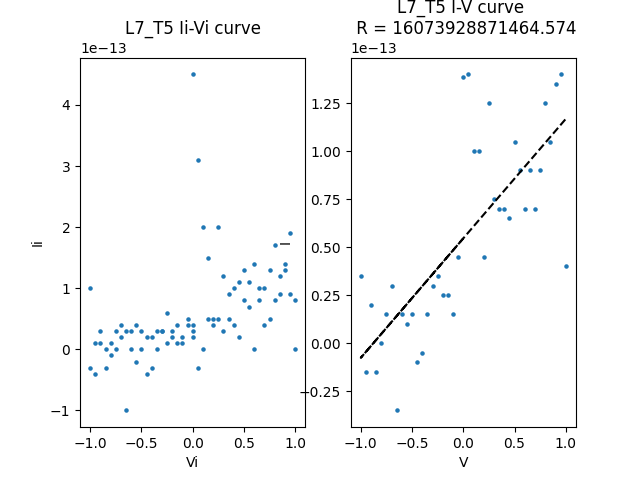 L7_T5 Ii-Vi curve
1e−13
4
3
2
1
0
−1
Ii
−1.0 −0.5 0.0 0.5 1.0
Vi
L7_T5 I-V curve
R = 16073928871464.574
1e−13
1.25
1.00
0.75
0.50
0.25
0.00
−0.25
I
−1.0 −0.5 0.0 0.5 1.0
V